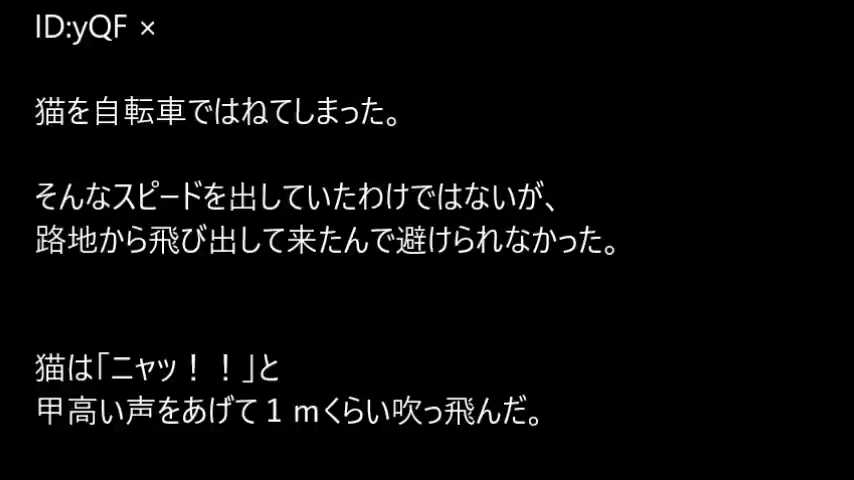 ID:yQF ×
猫を自転車ではねてしまった。
そんなスピードを出していたわけではないが、
路地から飛び出して来たんで避けられなかった。
猫は「ニャッ！！」と
甲高い声をあげて１ｍくらい吹っ飛んだ。